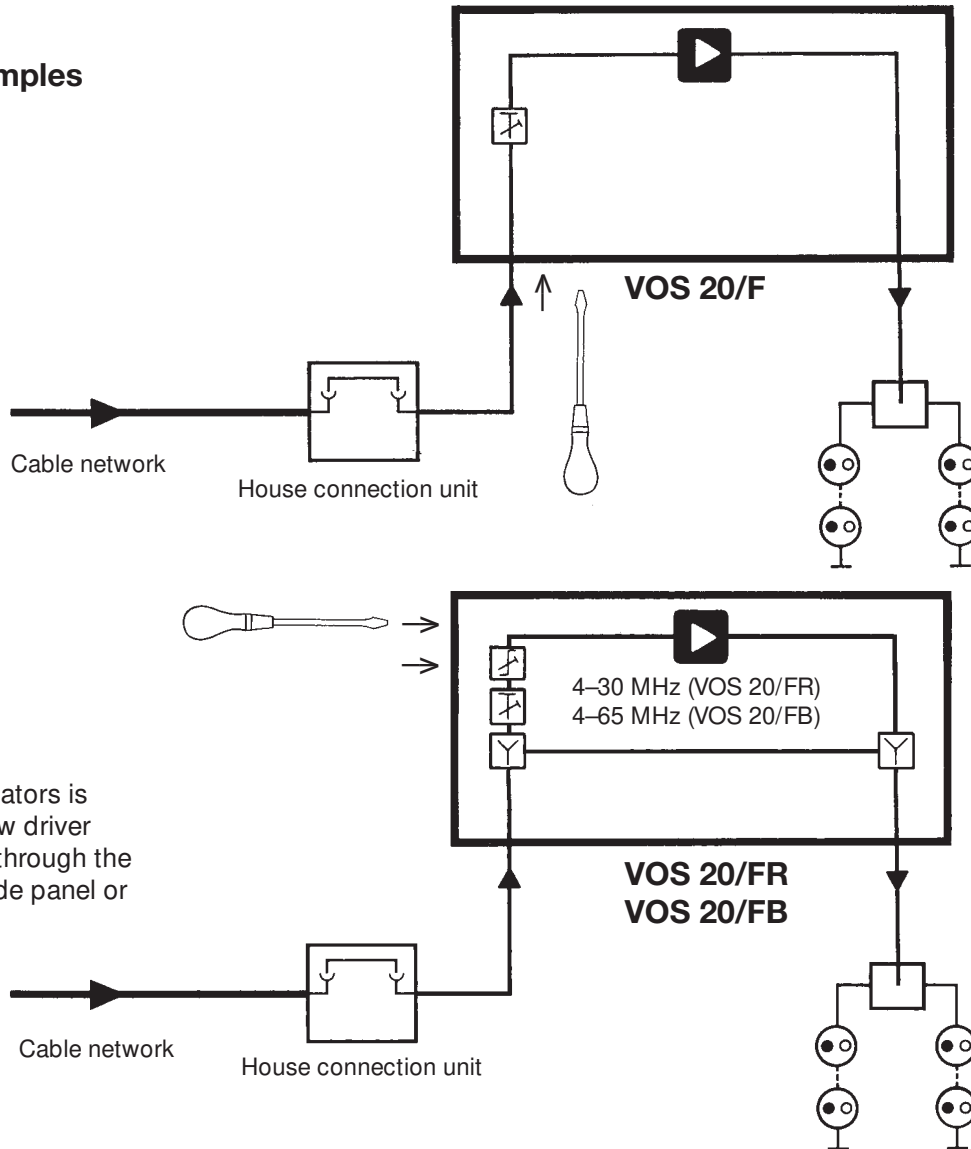 mples
VOS 20/F
Cable network
House connection unit
4–30 MHz (VOS 20/FR)
4–65 MHz (VOS 20/FB)
ators is
w driver
through the
de panel or
VOS 20/FR
VOS 20/FB
Cable network
House connection unit